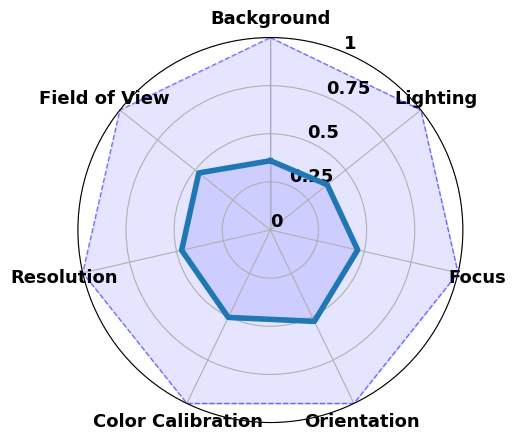 Background
1
0.75
Field of View
Lighting
0.5
0.25
0
Resolution
Focus
Color Calibration
Orientation